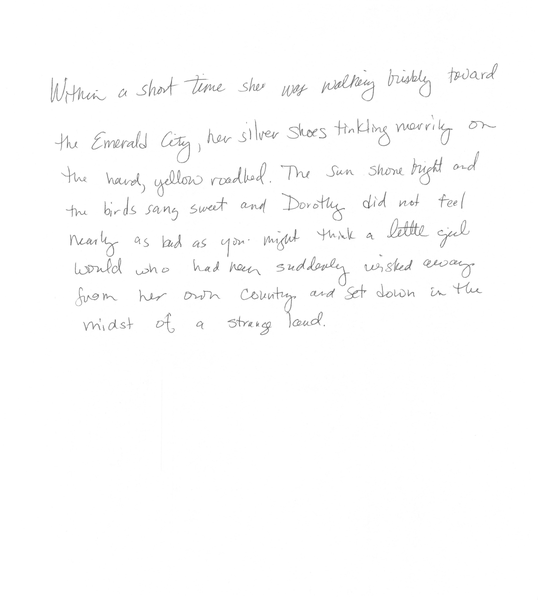 Within a short time she was walking briskly toward
the Emerald City, her silver shoes tinkling merrily on
the hard, yellow roadbed. The sun shone bright and
the birds sang sweet and Dorothy did not feel
nearly as bad as you might think a little girl
would who had been suddenly wisked away
from her own country and set down in the
midst of a strange land.